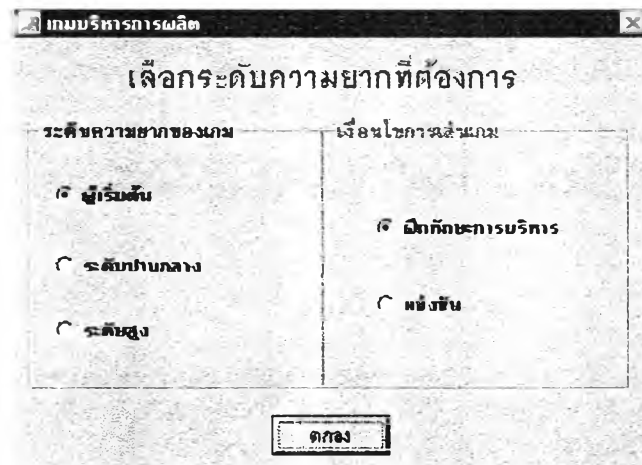 เกมบริหารการผลิต
เลือกระดับความยากที่ต้องการ
ระดับความยากของเกม
ผู้เริ่มต้น
ระดับปานกลาง
ระดับสูง
เงื่อนไขการเล่นเกม
ฝึกทักษะการบริหาร
แข่งขัน
ตกลง